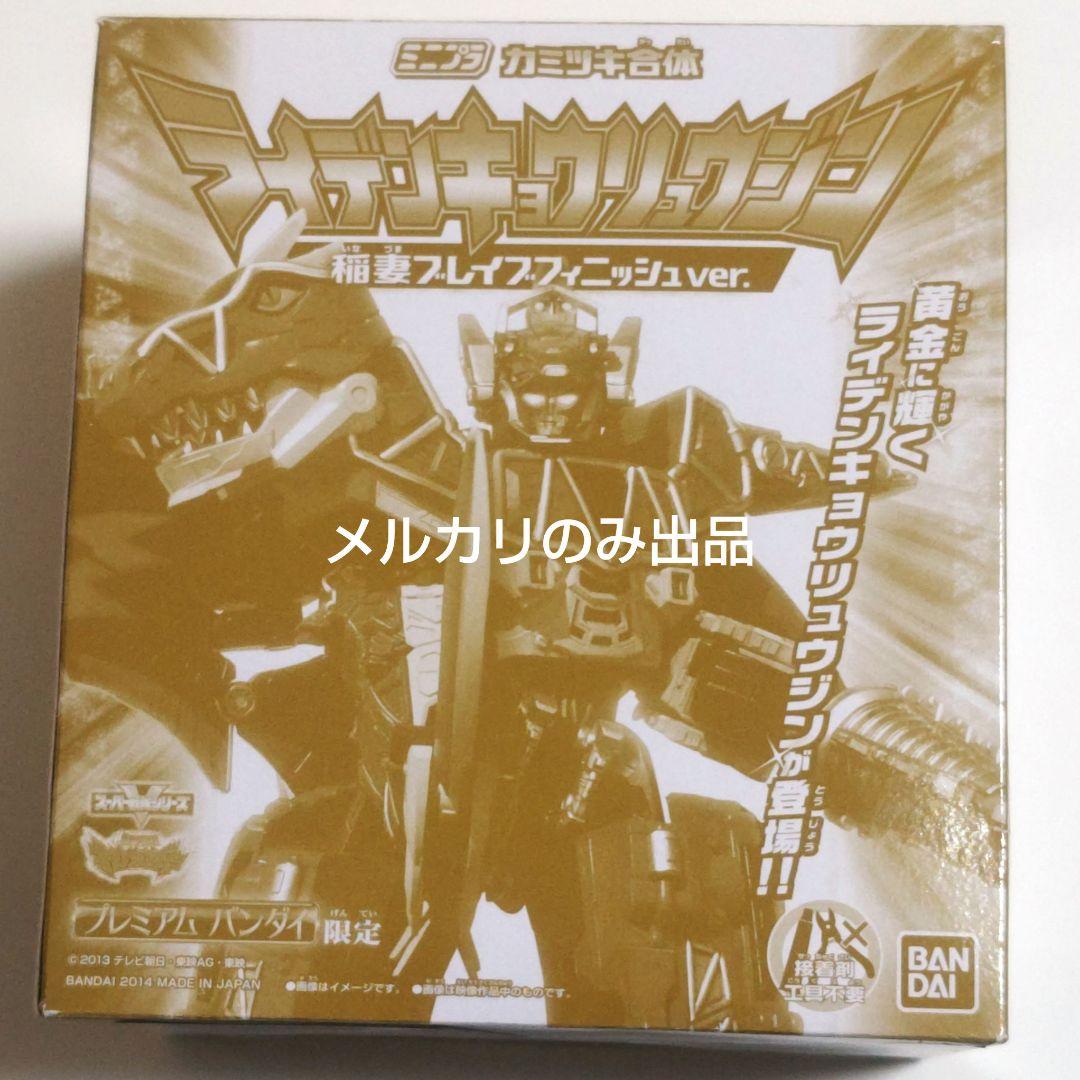 ミニプラ カミツキ合体
ライデンキョウリュウジン
稲妻ブレイブフィニッシュver.
黄金に輝く
ライデンキョウリュウジンが登場!!
メルカリのみ出品
スーパー戦隊シリーズ
プレミアム バンダイ 限定
©2013 テレビ朝日・東映AG・東映
BANDAI 2014 MADE IN JAPAN
●画像はイメージです。 ●画像は映像作品中のものです。
接着剤
工具不要
BAN
DAI